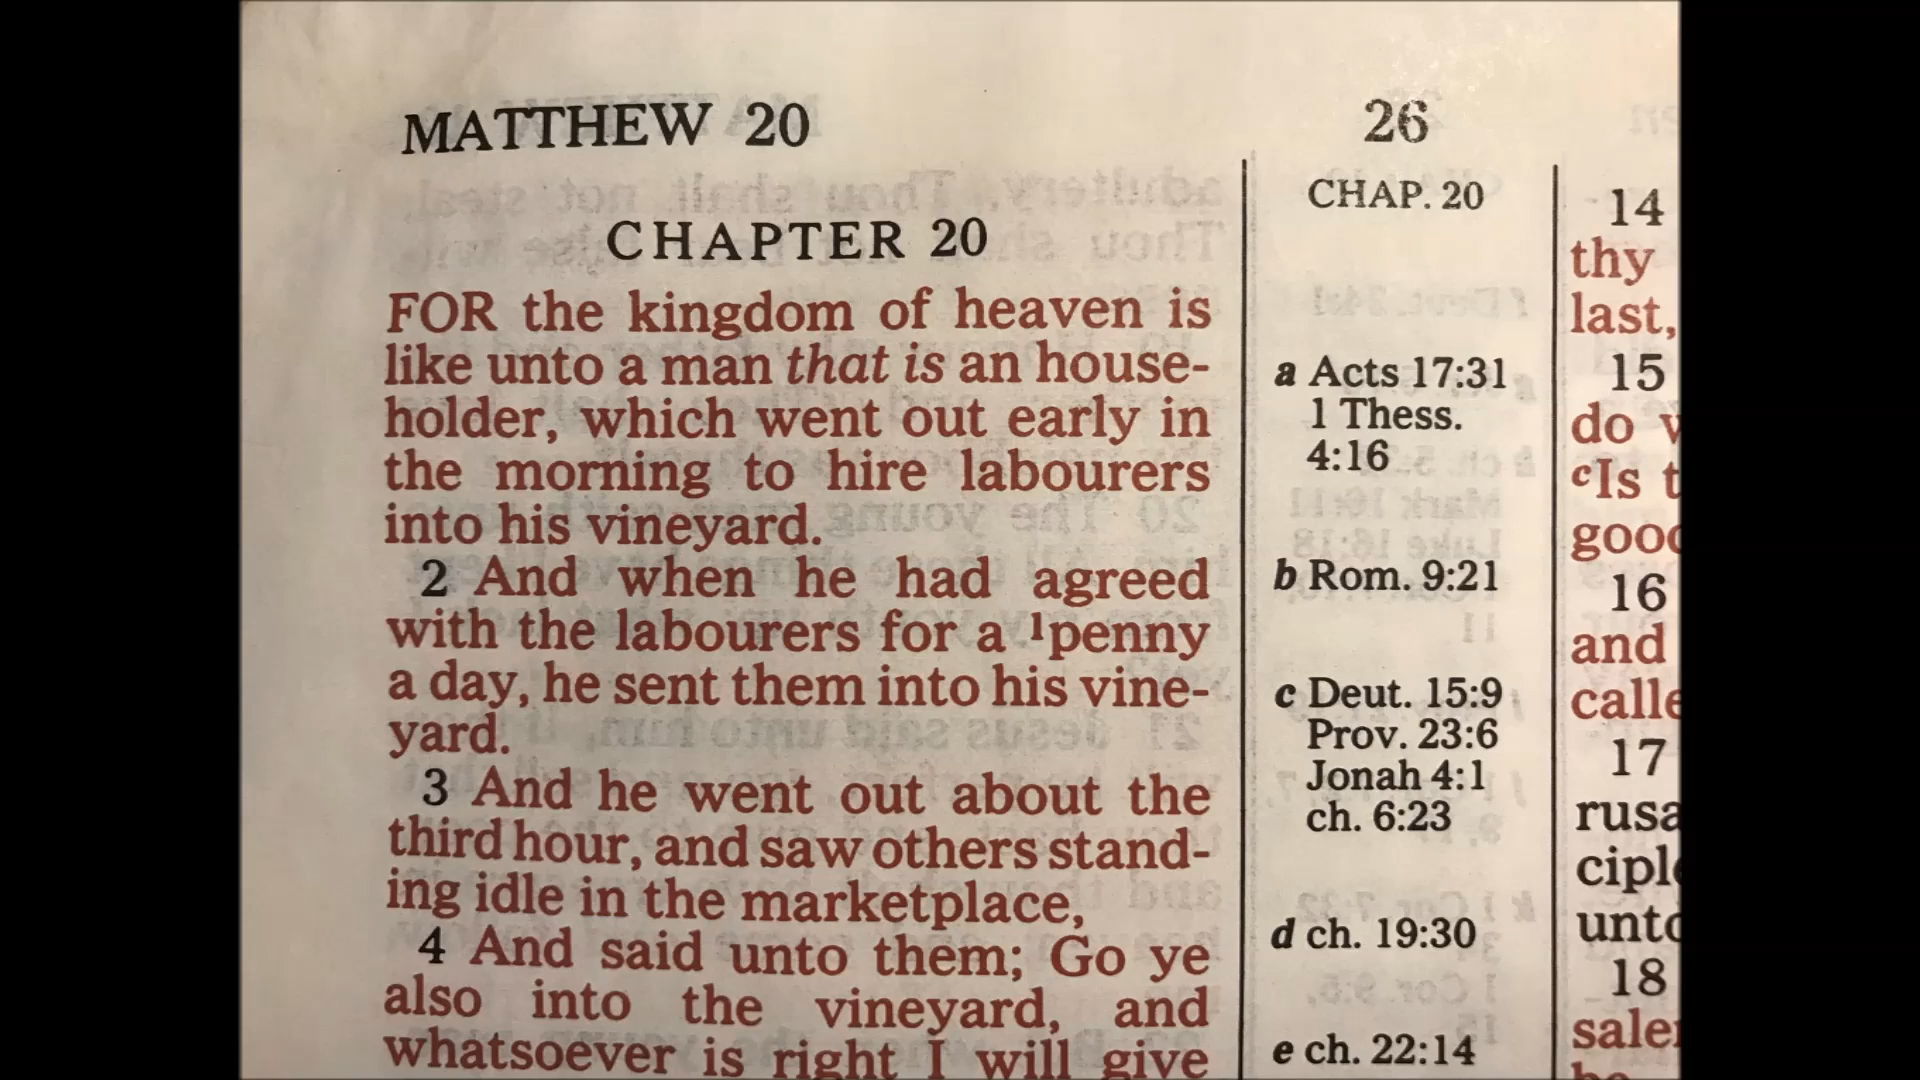 MATTHEW 20
26
CHAPTER 20
FOR the kingdom of heaven is
like unto a man that is an house-
holder, which went out early in
the morning to hire labourers
into his vineyard.
2 And when he had agreed
with the labourers for a ¹penny
a day, he sent them into his vine-
yard.
3 And he went out about the
third hour, and saw others stand-
ing idle in the marketplace,
4 And said unto them; Go ye
also into the vineyard, and
whatsoever is right I will give
CHAP. 20
a Acts 17:31
1 Thess.
4:16
b Rom. 9:21
c Deut. 15:9
Prov. 23:6
Jonah 4:1
ch. 6:23
d ch. 19:30
e ch. 22:14
14
thy
last,
15
do
ᶜIs
16
and
17
unto
18